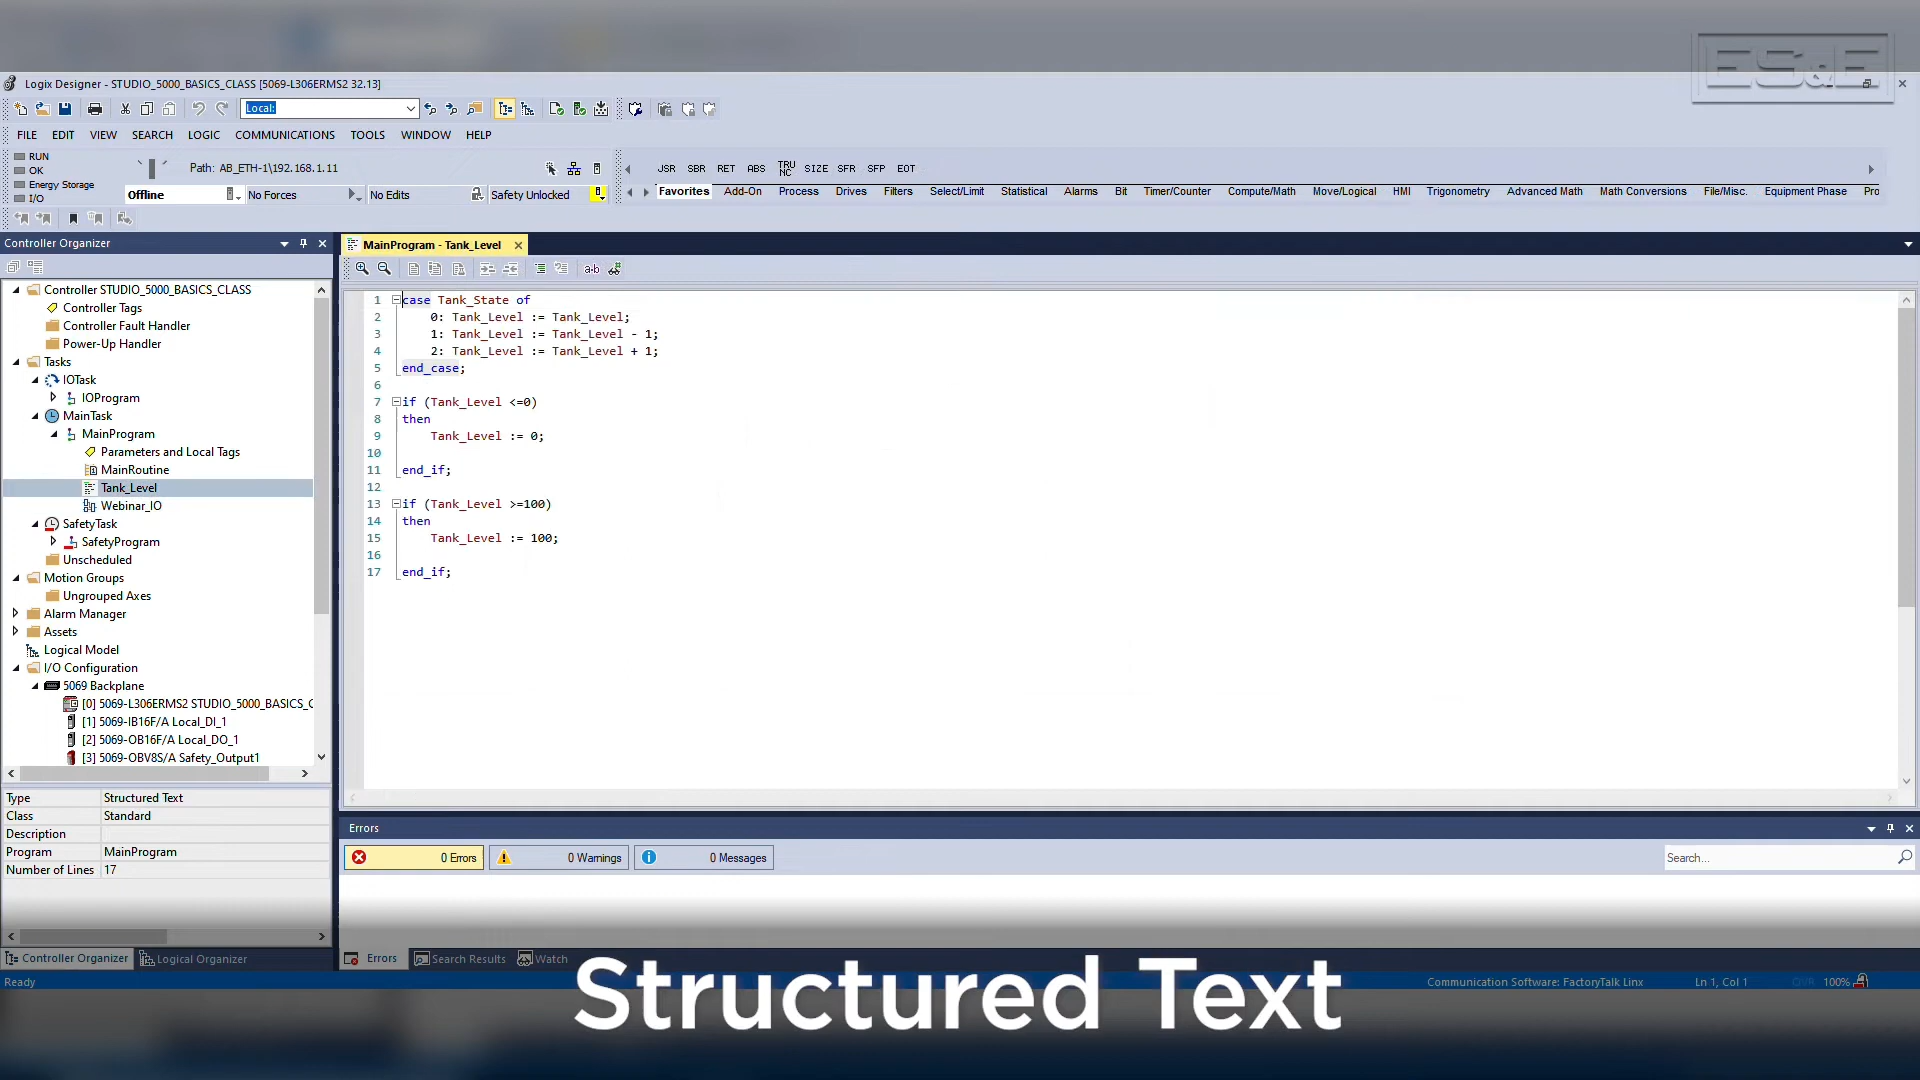 ES&E
Logix Designer - STUDIO_5000_BASICS_CLASS [5069-L306ERMS2 32.13]
Local:
FILE EDIT VIEW SEARCH LOGIC COMMUNICATIONS TOOLS WINDOW HELP
RUN
OK
Energy Storage
I/O
Path: AB_ETH-1\192.168.1.11
Offline No Forces No Edits Safety Unlocked
JSR SBR RET ABS TRUNC SIZE SFR SFP EOT
Favorites Add-On Process Drives Filters Select/Limit Statistical Alarms Bit Timer/Counter Compute/Math Move/Logical HMI Trigonometry Advanced Math Math Conversions File/Misc. Equipment Phase Pro
Controller Organizer
Controller STUDIO_5000_BASICS_CLASS
Controller Tags
Controller Fault Handler
Power-Up Handler
Tasks
IOTask
IOProgram
MainTask
MainProgram
Parameters and Local Tags
MainRoutine
Tank_Level
Webinar_IO
SafetyTask
SafetyProgram
Unscheduled
Motion Groups
Ungrouped Axes
Alarm Manager
Assets
Logical Model
I/O Configuration
5069 Backplane
[0] 5069-L306ERMS2 STUDIO_5000_BASICS_C
[1] 5069-IB16F/A Local_DI_1
[2] 5069-OB16F/A Local_DO_1
[3] 5069-OBV8S/A Safety_Output1
Type Structured Text
Class Standard
Description
Program MainProgram
Number of Lines 17
Controller Organizer Logical Organizer
MainProgram - Tank_Level
a-b
1 case Tank_State of
2 0: Tank_Level := Tank_Level;
3 1: Tank_Level := Tank_Level - 1;
4 2: Tank_Level := Tank_Level + 1;
5 end_case;
6
7 if (Tank_Level <=0)
8 then
9 Tank_Level := 0;
10
11 end_if;
12
13 if (Tank_Level >=100)
14 then
15 Tank_Level := 100;
16
17 end_if;
Errors
0 Errors 0 Warnings 0 Messages Search...
Errors Search Results Watch
Ready Communication Software: FactoryTalk Linx Ln 1, Col 1 OVR 100%
Structured Text